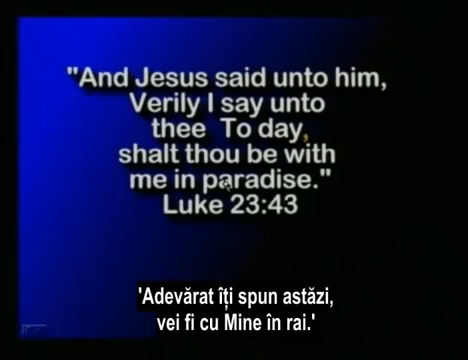 "And Jesus said unto him,
Verily I say unto
thee To day,
shalt thou be with
me in paradise."
Luke 23:43
'Adevărat îți spun astăzi,
vei fi cu Mine în rai.'